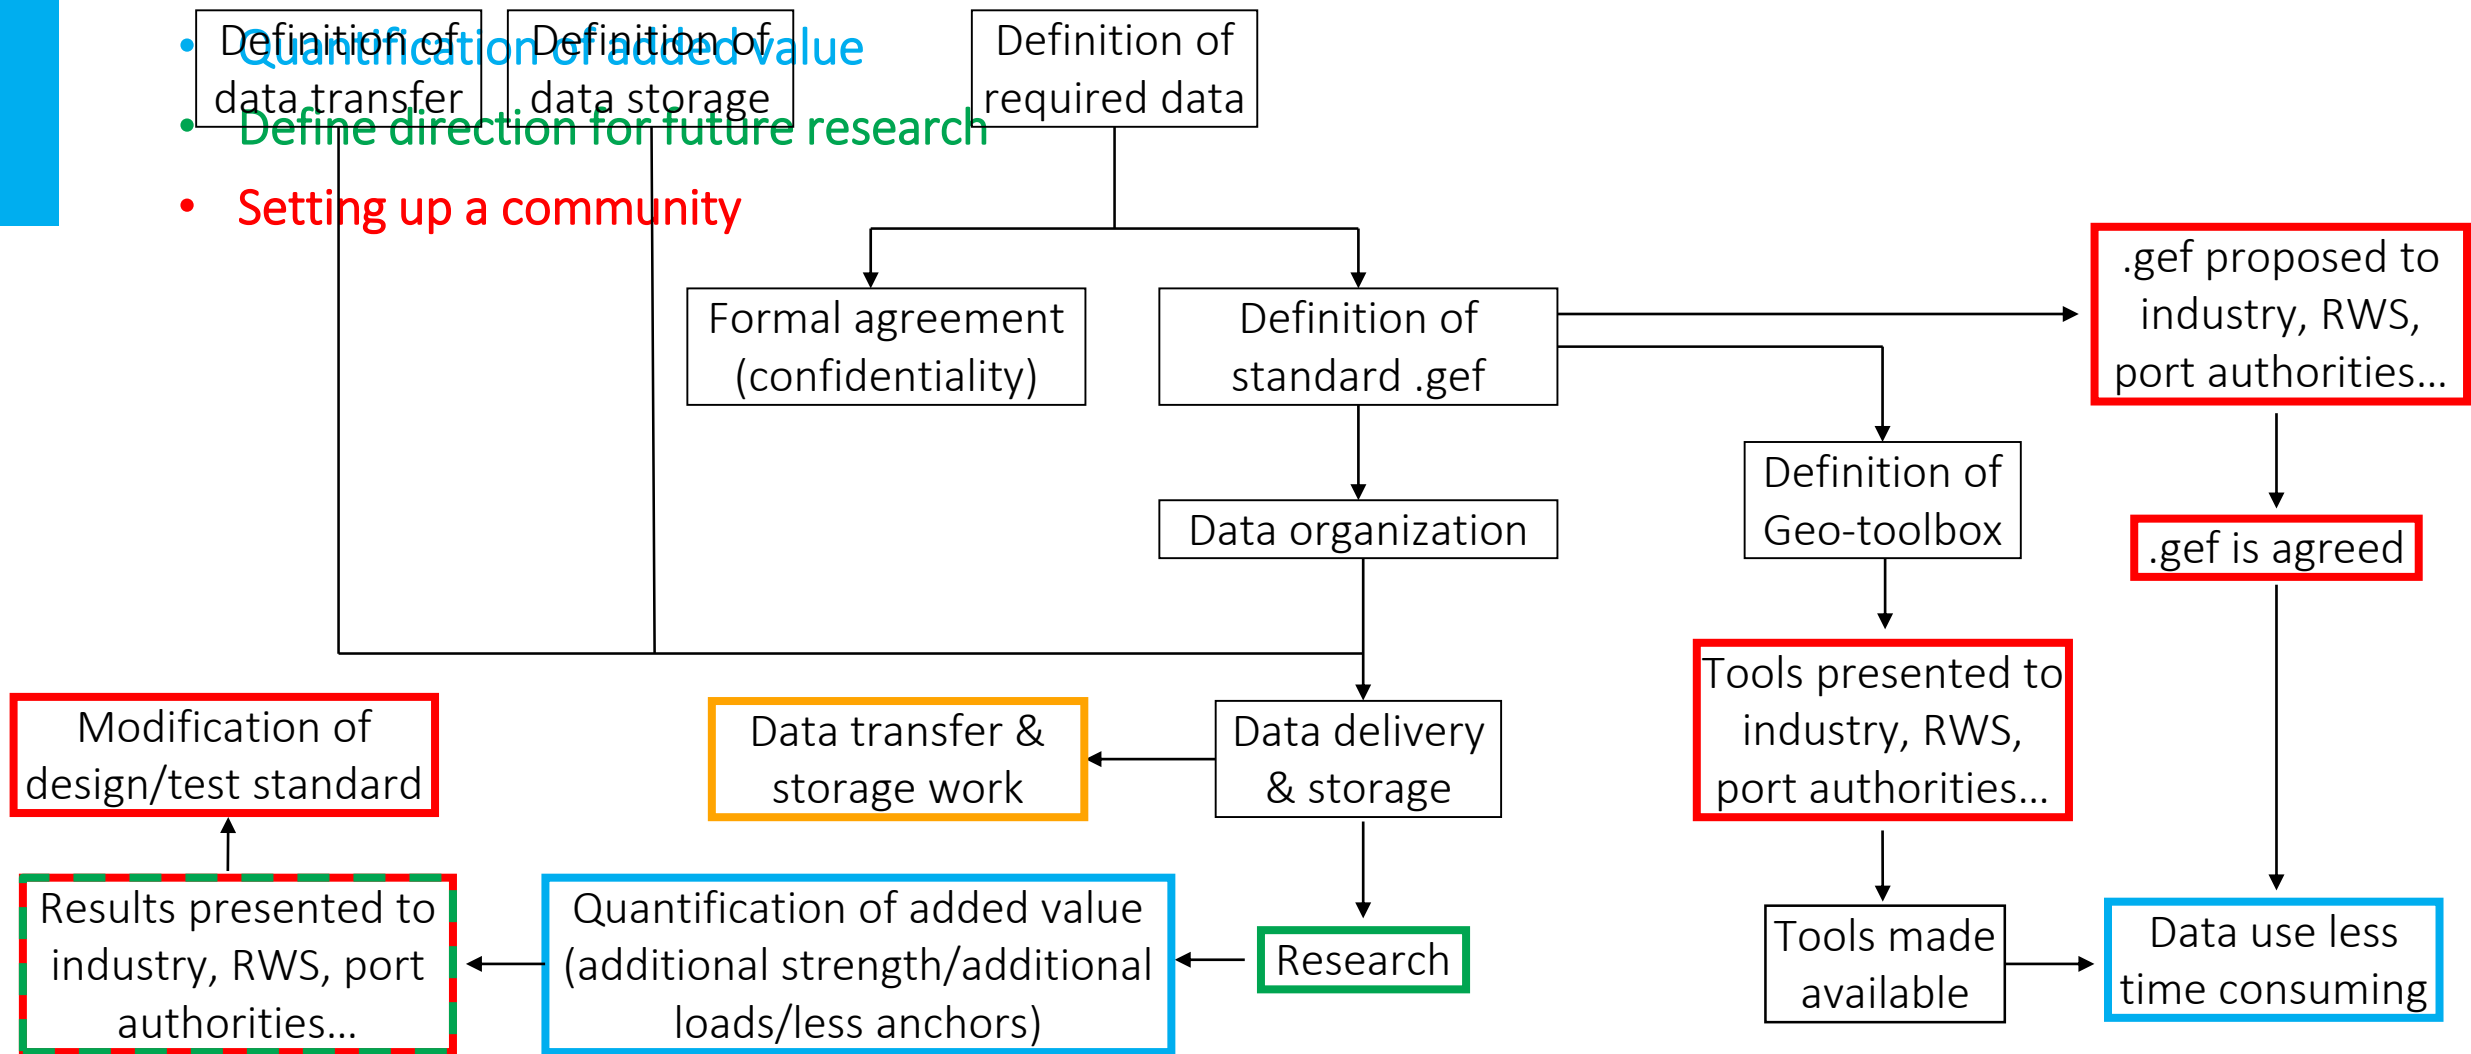 Definition of
data transfer
Definition of
data storage
Definition of
required data
• Quantification of added value
• Define direction for future research
• Setting up a community
Formal agreement
(confidentiality)
Definition of
standard .gef
.gef proposed to
industry, RWS,
port authorities...
Data organization
Definition of
Geo-toolbox
.gef is agreed
Modification of
design/test standard
Data transfer &
storage work
Data delivery
& storage
Tools presented to
industry, RWS,
port authorities...
Results presented to
industry, RWS, port
authorities...
Quantification of added value
(additional strength/additional
loads/less anchors)
Research
Tools made
available
Data use less
time consuming